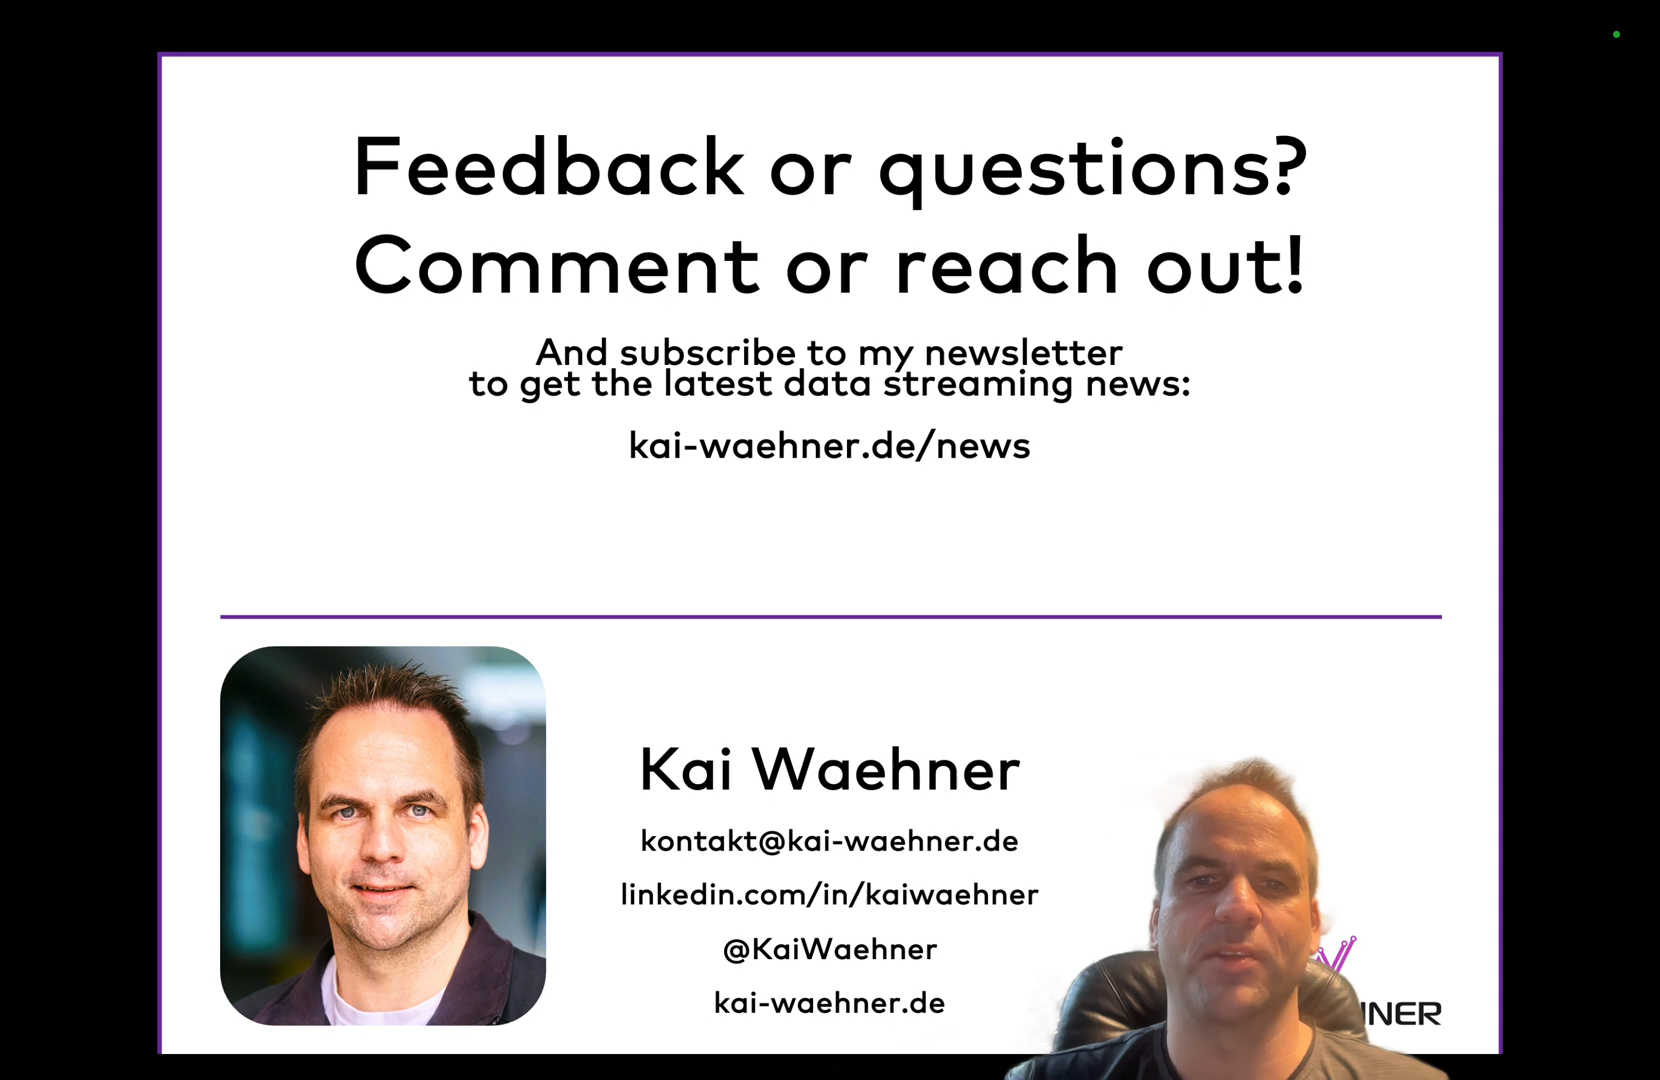 Feedback or questions?
Comment or reach out!
And subscribe to my newsletter
to get the latest data streaming news:
kai-waehner.de/news
Kai Waehner
kontakt@kai-waehner.de
linkedin.com/in/kaiwaehner
@KaiWaehner
kai-waehner.de